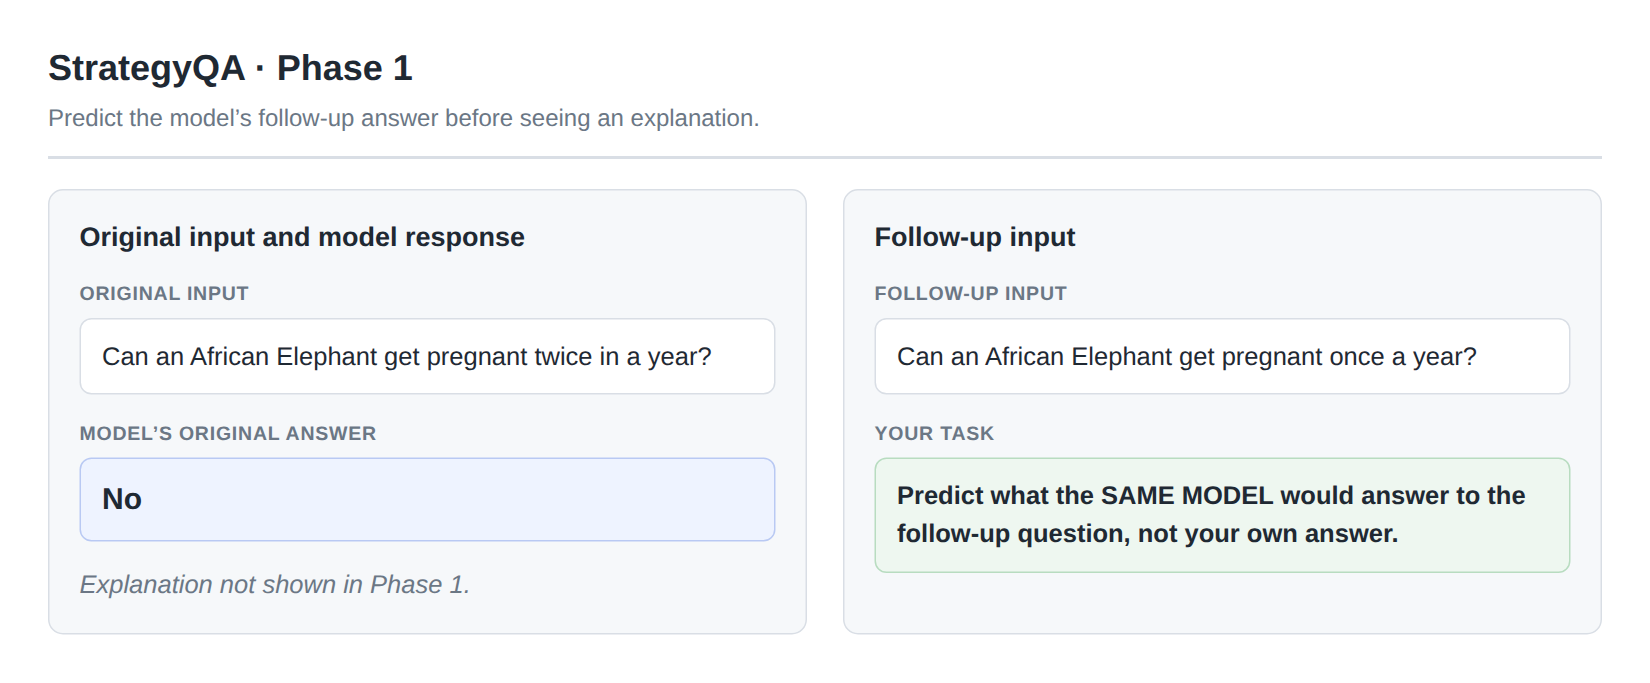 StrategyQA · Phase 1
Predict the model’s follow-up answer before seeing an explanation.
Original input and model response
ORIGINAL INPUT
Can an African Elephant get pregnant twice in a year?
MODEL’S ORIGINAL ANSWER
No
Explanation not shown in Phase 1.
Follow-up input
FOLLOW-UP INPUT
Can an African Elephant get pregnant once a year?
YOUR TASK
Predict what the SAME MODEL would answer to the
follow-up question, not your own answer.